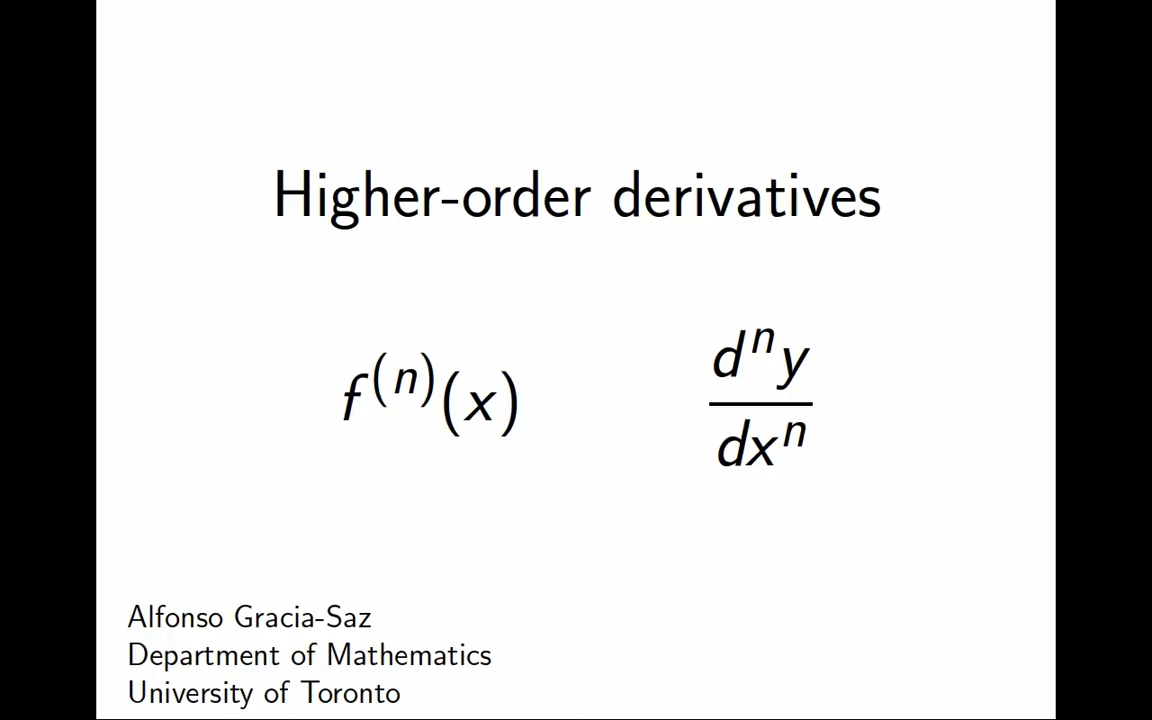 Higher-order derivatives
f^(n)(x)
d^n y / dx^n
Alfonso Gracia-Saz
Department of Mathematics
University of Toronto